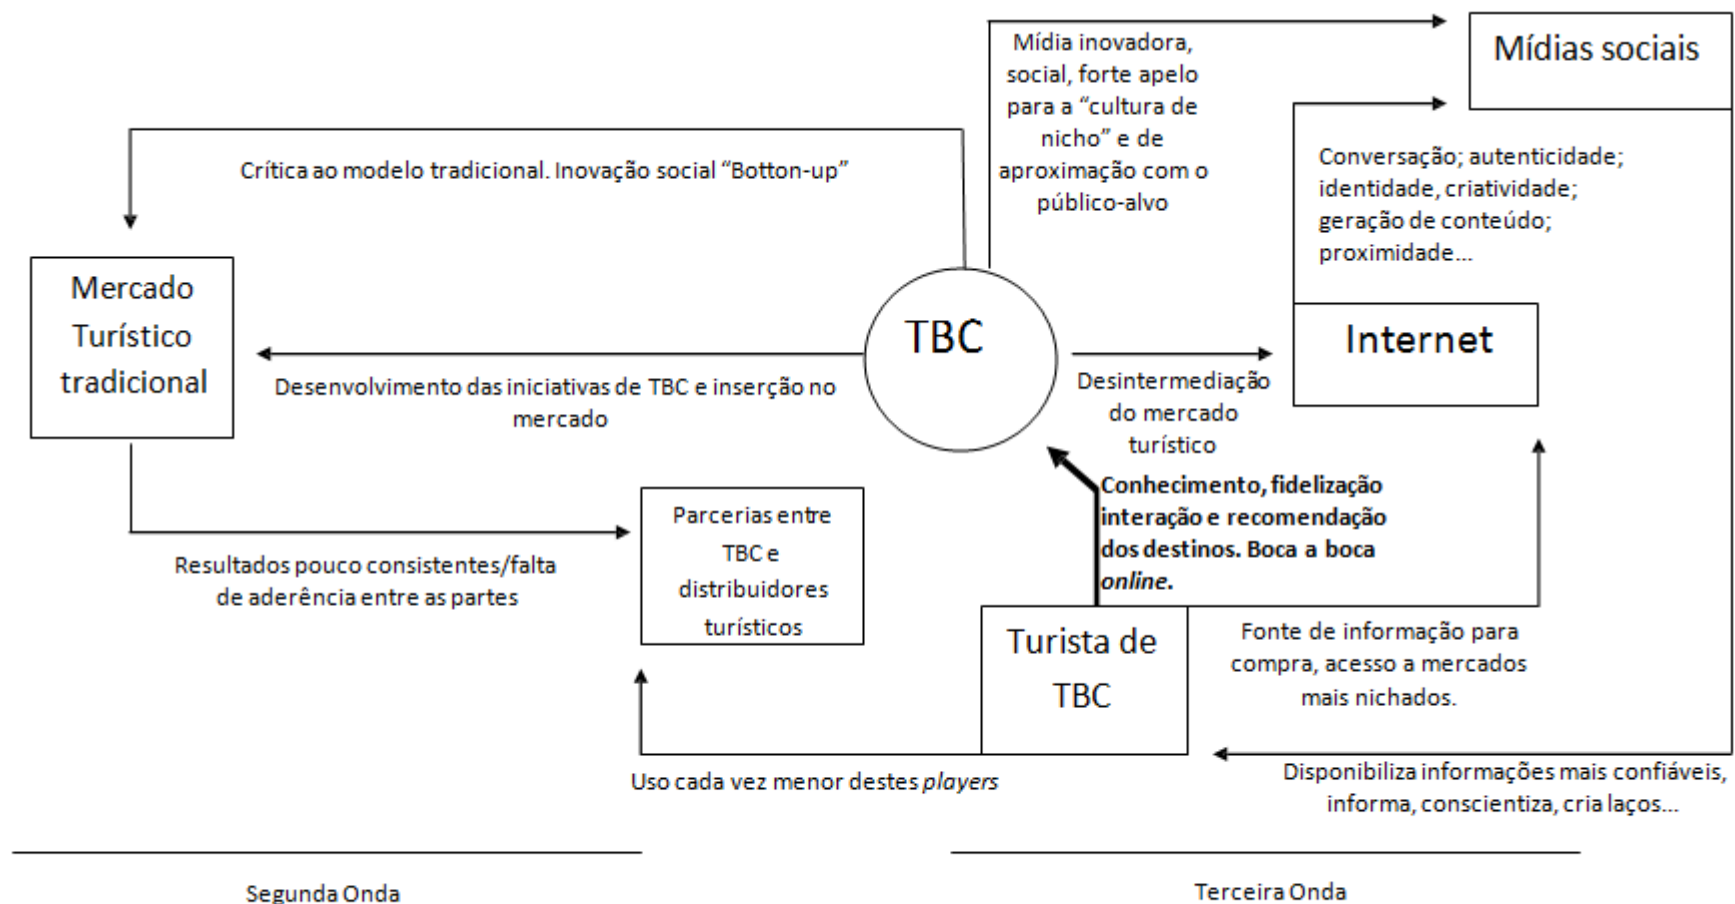 Mídia inovadora,
social, forte apelo
para a “cultura de
nicho” e de
aproximação com o
público-alvo
Mídias sociais
Crítica ao modelo tradicional. Inovação social “Botton-up”
Conversação; autenticidade;
identidade, criatividade;
geração de conteúdo;
proximidade...
Mercado
Turístico
tradicional
TBC
Internet
Desenvolvimento das iniciativas de TBC e inserção no
mercado
Desintermediação
do mercado
turístico
Conhecimento, fidelização
interação e recomendação
dos destinos. Boca a boca
online.
Parcerias entre
TBC e
distribuidores
turísticos
Resultados pouco consistentes/falta
de aderência entre as partes
Turista de
TBC
Fonte de informação para
compra, acesso a mercados
mais nichados.
Uso cada vez menor destes players
Disponibiliza informações mais confiáveis,
informa, conscientiza, cria laços...
Segunda Onda
Terceira Onda